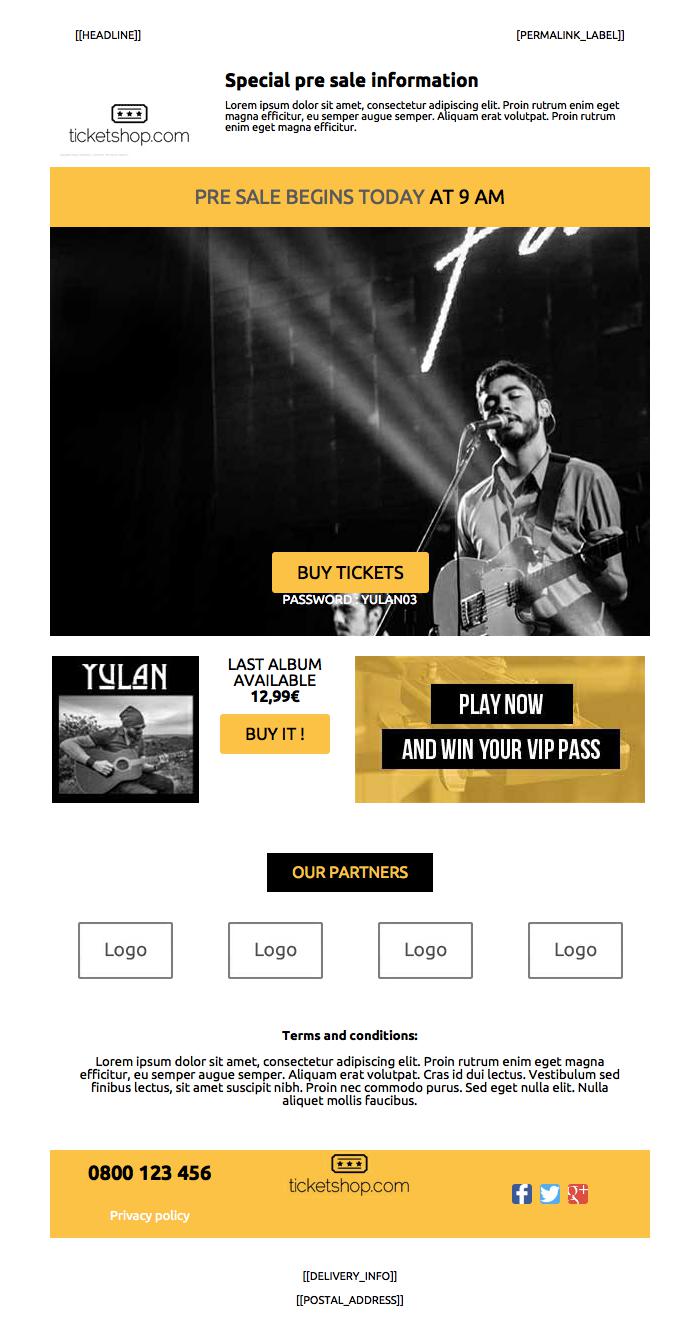 [[HEADLINE]]
[PERMALINK_LABEL]]
Special pre sale information
Lorem ipsum dolor sit amet, consectetur adipiscing elit. Proin rutrum enim eget
magna efficitur, eu semper augue semper. Aliquam erat volutpat. Proin rutrum
enim eget magna efficitur.
ticketshop.com
PRE SALE BEGINS TODAY AT 9 AM
BUY TICKETS
PASSWORD : YULAN03
YULAN
LAST ALBUM
AVAILABLE
12,99€
BUY IT !
PLAY NOW
AND WIN YOUR VIP PASS
OUR PARTNERS
Logo
Logo
Logo
Logo
Terms and conditions:
Lorem ipsum dolor sit amet, consectetur adipiscing elit. Proin rutrum enim eget magna
efficitur, eu semper augue semper. Aliquam erat volutpat. Cras id dui lectus. Vestibulum sed
finibus lectus, sit amet suscipit nibh. Proin nec commodo purus. Sed eget nulla elit. Nulla
aliquet mollis faucibus.
0800 123 456
Privacy policy
ticketshop.com
[[DELIVERY_INFO]]
[[POSTAL_ADDRESS]]